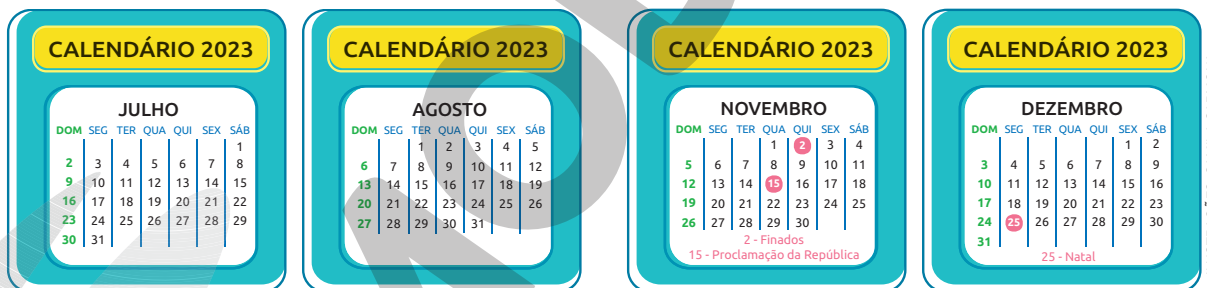 CALENDÁRIO 2023
JULHO
DOM SEG TER QUA QUI SEX SÁB
1
2 3 4 5 6 7 8
9 10 11 12 13 14 15
16 17 18 19 20 21 22
23 24 25 26 27 28 29
30 31
CALENDÁRIO 2023
AGOSTO
DOM SEG TER QUA QUI SEX SÁB
1 2 3 4 5
6 7 8 9 10 11 12
13 14 15 16 17 18 19
20 21 22 23 24 25 26
27 28 29 30 31
CALENDÁRIO 2023
NOVEMBRO
DOM SEG TER QUA QUI SEX SÁB
1 2 3 4
5 6 7 8 9 10 11
12 13 14 15 16 17 18
19 20 21 22 23 24 25
26 27 28 29 30
2 - Finados
15 - Proclamação da República
CALENDÁRIO 2023
DEZEMBRO
DOM SEG TER QUA QUI SEX SÁB
1 2
3 4 5 6 7 8 9
10 11 12 13 14 15 16
17 18 19 20 21 22 23
24 25 26 27 28 29 30
31
25 - Natal